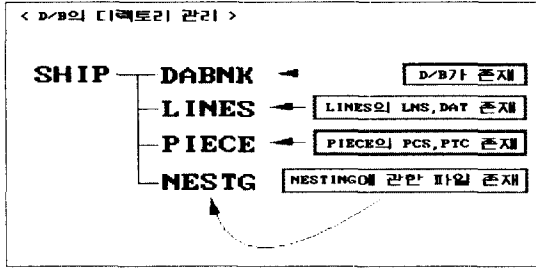 < D/B의 디렉토리 관리 >
SHIP DABNK D/B가 존재
LINES LINES의 LNS,DAT 존재
PIECE PIECE의 PCS,PTC 존재
NESTG NESTING에 관한 파일 존재